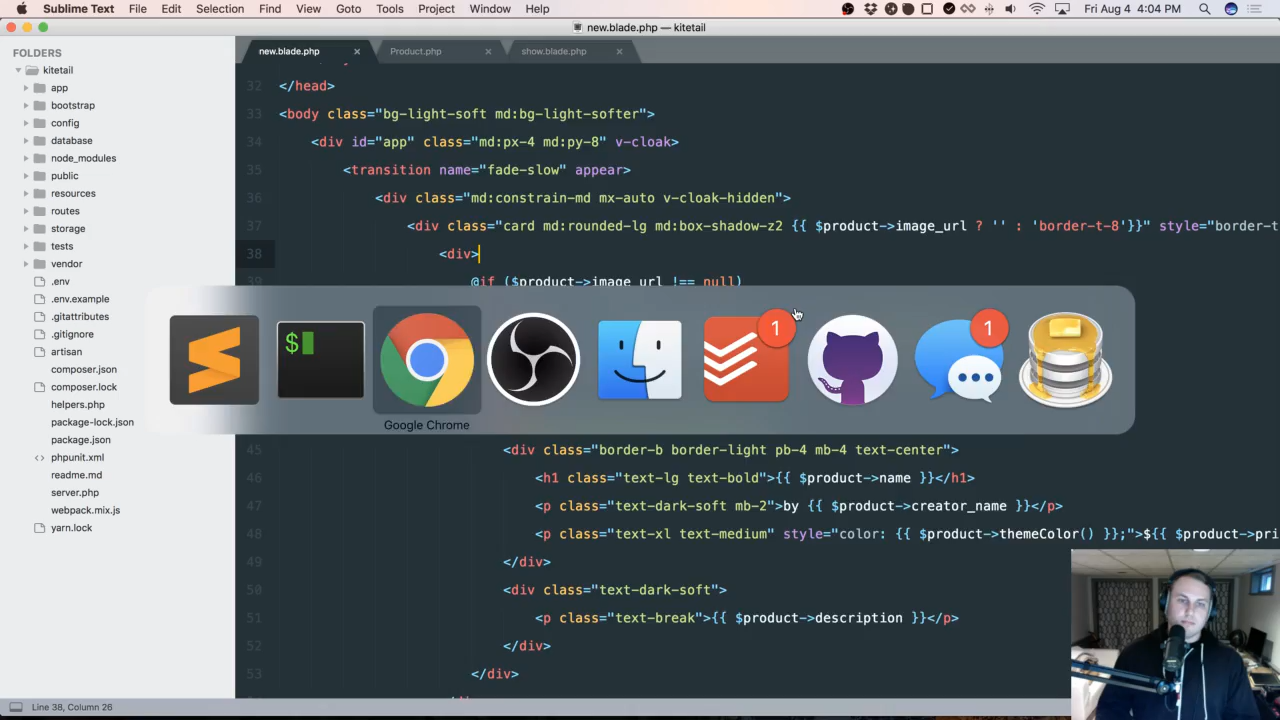 Sublime Text File Edit Selection Find View Goto Tools Project Window Help Fri Aug 4 4:04 PM
new.blade.php — kitetail
FOLDERS
kitetail
app
bootstrap
config
database
node_modules
public
resources
routes
storage
tests
vendor
.env
.env.example
.gitattributes
.gitignore
artisan
composer.json
composer.lock
helpers.php
package-lock.json
package.json
phpunit.xml
readme.md
server.php
webpack.mix.js
yarn.lock
new.blade.php Product.php show.blade.php
32 </head>
33 <body class="bg-light-soft md:bg-light-softer">
34 <div id="app" class="md:px-4 md:py-8" v-cloak>
35 <transition name="fade-slow" appear>
36 <div class="md:constrain-md mx-auto v-cloak-hidden">
37 <div class="card md:rounded-lg md:box-shadow-z2 {{ $product->image_url ? '' : 'border-t-8'}}" style="border-t
38 <div>
39 @if ($product->image_url !== null)
$
1
1
Google Chrome
45 <div class="border-b border-light pb-4 mb-4 text-center">
46 <h1 class="text-lg text-bold">{{ $product->name }}</h1>
47 <p class="text-dark-soft mb-2">by {{ $product->creator_name }}</p>
48 <p class="text-xl text-medium" style="color: {{ $product->themeColor() }};">${{ $product->pri
49 </div>
50 <div class="text-dark-soft">
51 <p class="text-break">{{ $product->description }}</p>
52 </div>
53 </div>
Line 38, Column 26